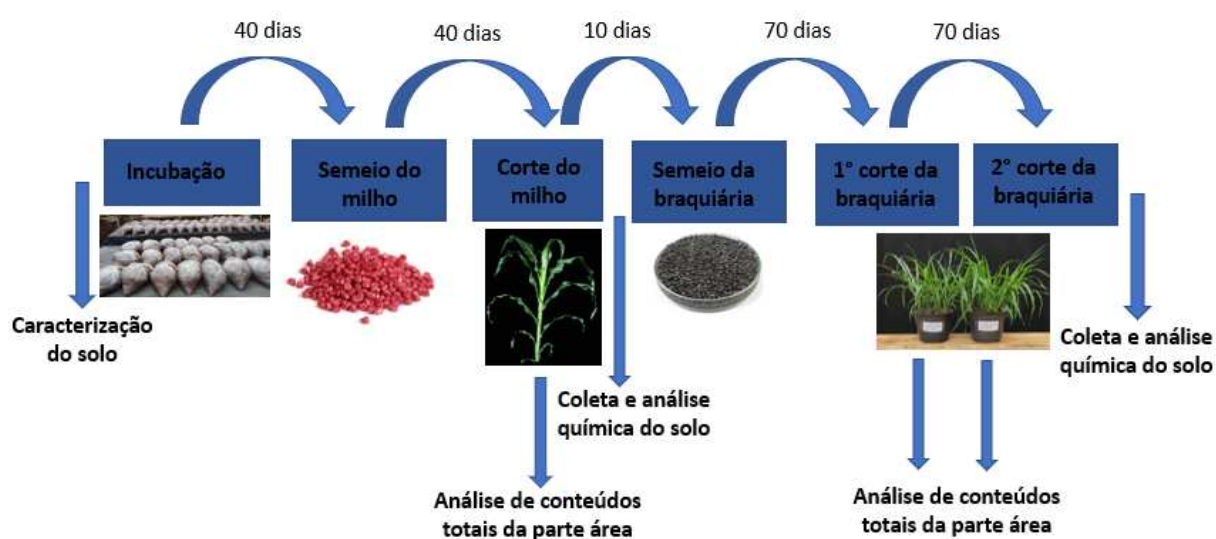 40 dias
40 dias
10 dias
70 dias
70 dias
Incubação
Semeio do
milho
Corte do
milho
Semeio da
braquiária
1° corte da
braquiária
2° corte da
braquiária
Caracterização
do solo
Coleta e análise
química do solo
Análise de conteúdos
totais da parte área
Análise de conteúdos
totais da parte área
Coleta e análise
química do solo